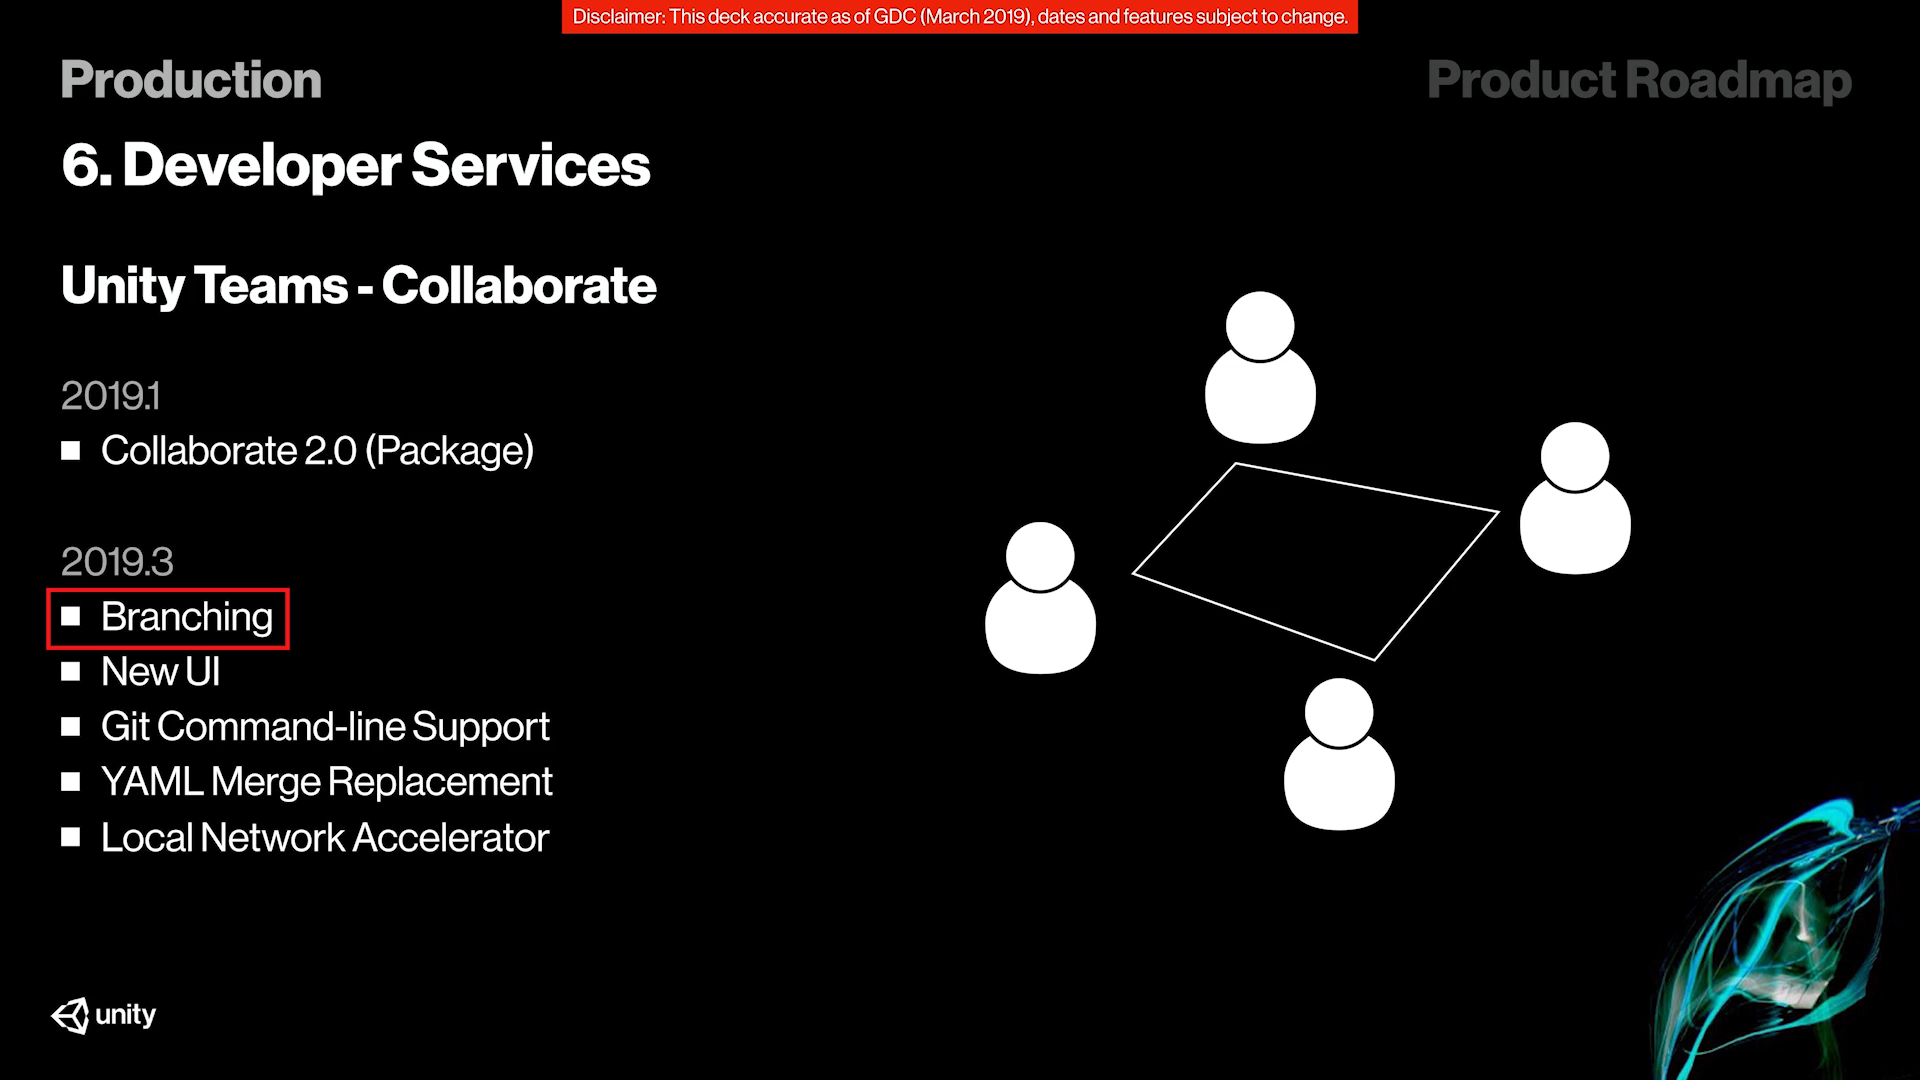 Disclaimer: This deck accurate as of GDC (March 2019), dates and features subject to change.
Production
Product Roadmap
6. Developer Services
Unity Teams - Collaborate
2019.1
Collaborate 2.0 (Package)
2019.3
Branching
New UI
Git Command-line Support
YAML Merge Replacement
Local Network Accelerator
unity